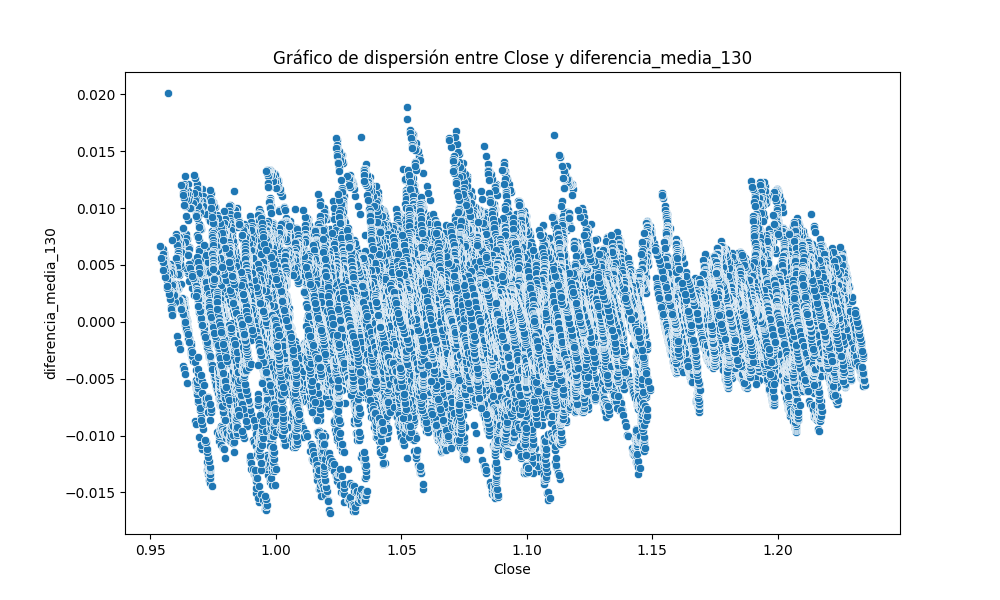 Gráfico de dispersión entre Close y diferencia_media_130
diferencia_media_130
0.020
0.015
0.010
0.005
0.000
−0.005
−0.010
−0.015
0.95 1.00 1.05 1.10 1.15 1.20
Close